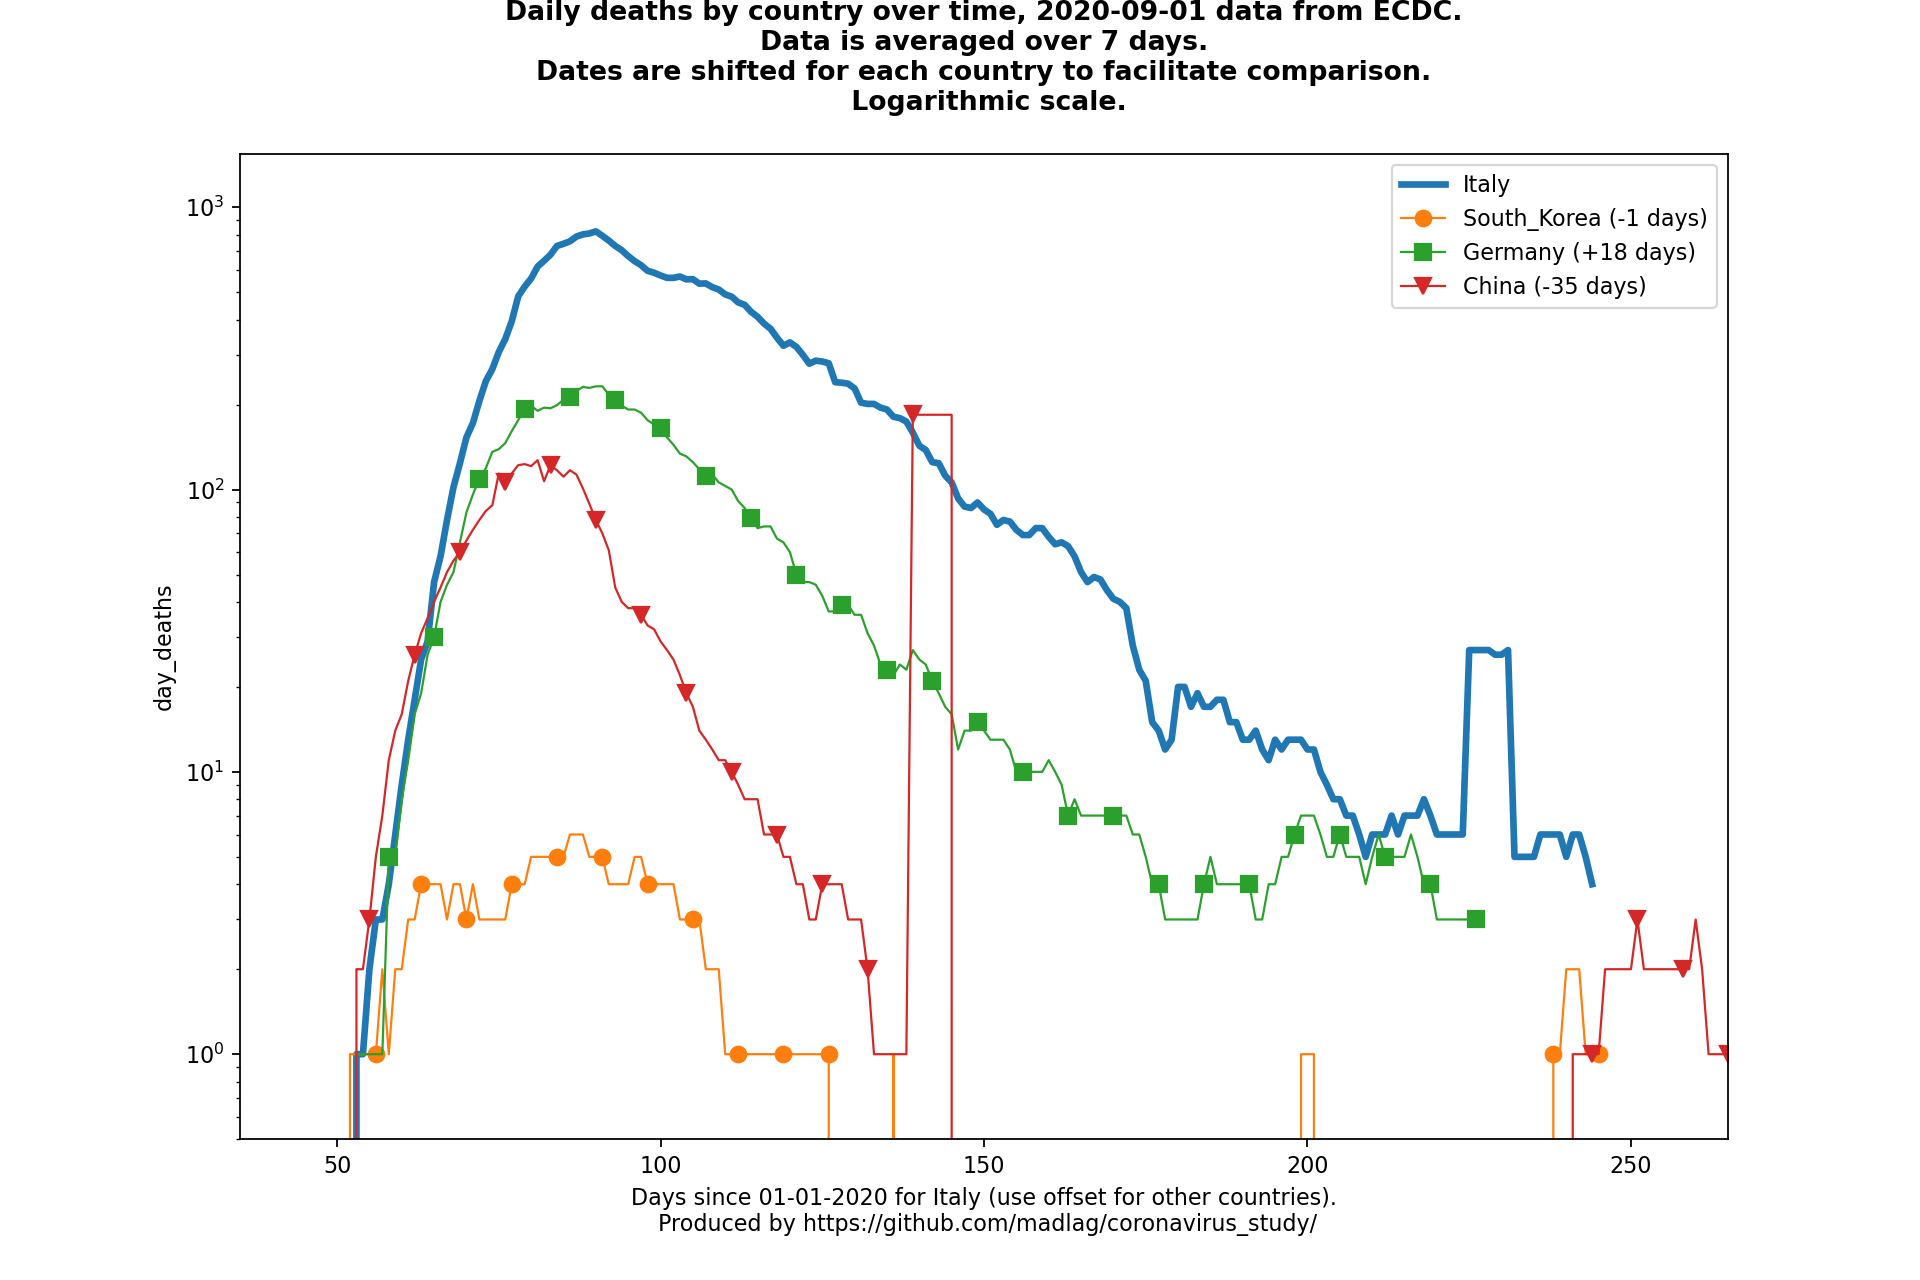 Daily deaths by country over time, 2020-09-01 data from ECDC.
Data is averaged over 7 days.
Dates are shifted for each country to facilitate comparison.
Logarithmic scale.
Italy
South_Korea (-1 days)
Germany (+18 days)
China (-35 days)
10³
10²
10¹
10⁰
day_deaths
50 100 150 200 250
Days since 01-01-2020 for Italy (use offset for other countries).
Produced by https://github.com/madlag/coronavirus_study/